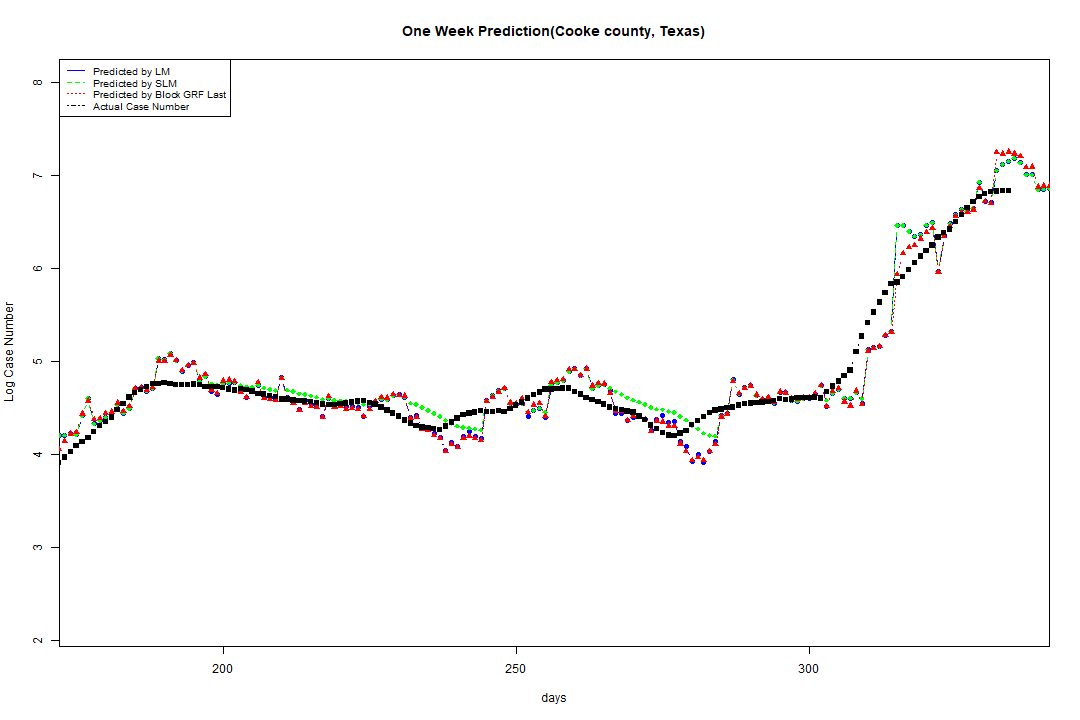 One Week Prediction(Cooke county, Texas)
Predicted by LM
Predicted by SLM
Predicted by Block GRF Last
Actual Case Number
8
7
6
5
4
3
2
Log Case Number
200
250
300
days